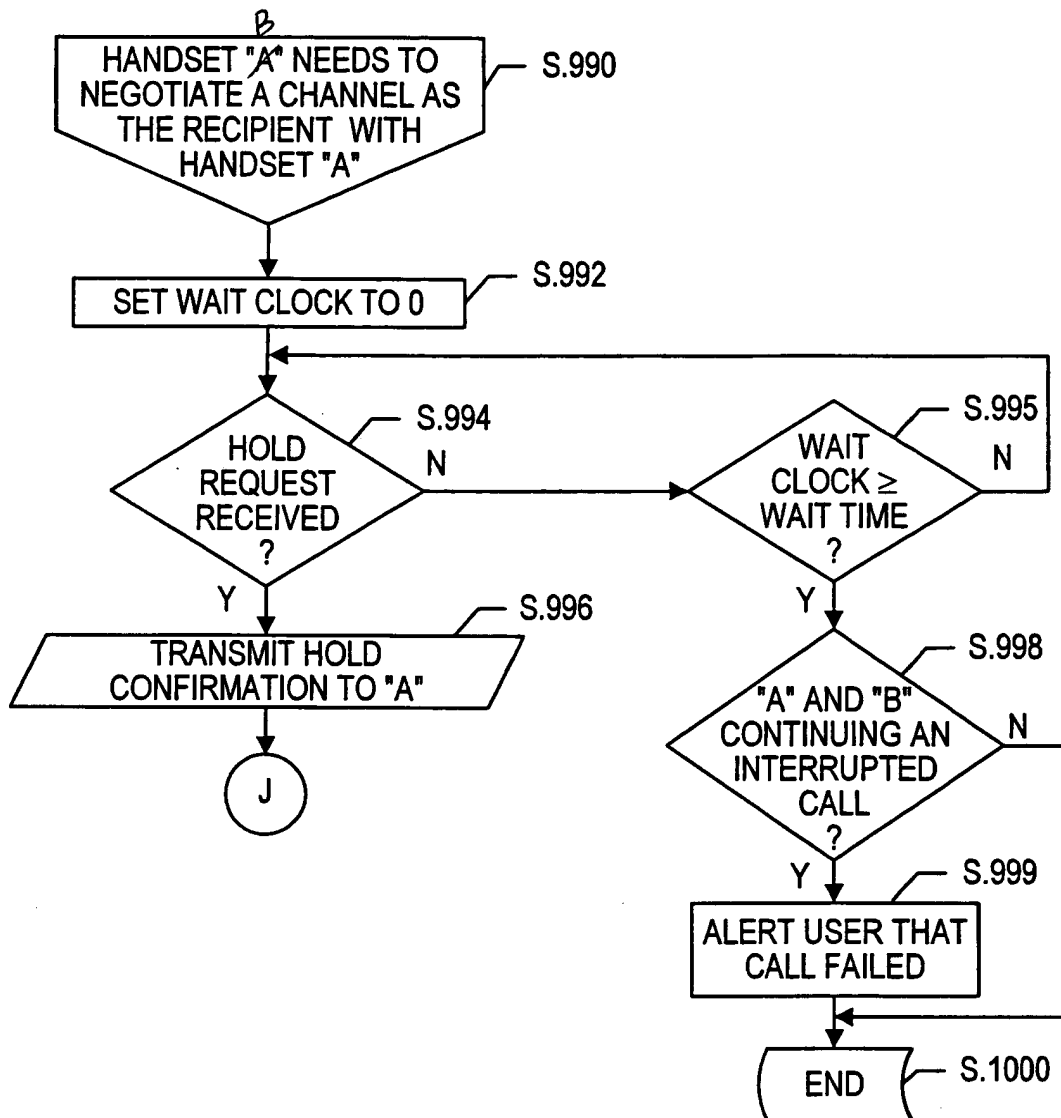 B
HANDSET "A" NEEDS TO
NEGOTIATE A CHANNEL AS
THE RECIPIENT WITH
HANDSET "A"
S.990
SET WAIT CLOCK TO 0
S.992
HOLD
REQUEST
RECEIVED
?
S.994
N
Y
WAIT
CLOCK ≥
WAIT TIME
?
S.995
N
Y
TRANSMIT HOLD
CONFIRMATION TO "A"
S.996
J
"A" AND "B"
CONTINUING AN
INTERRUPTED
CALL
?
S.998
N
Y
ALERT USER THAT
CALL FAILED
S.999
END
S.1000